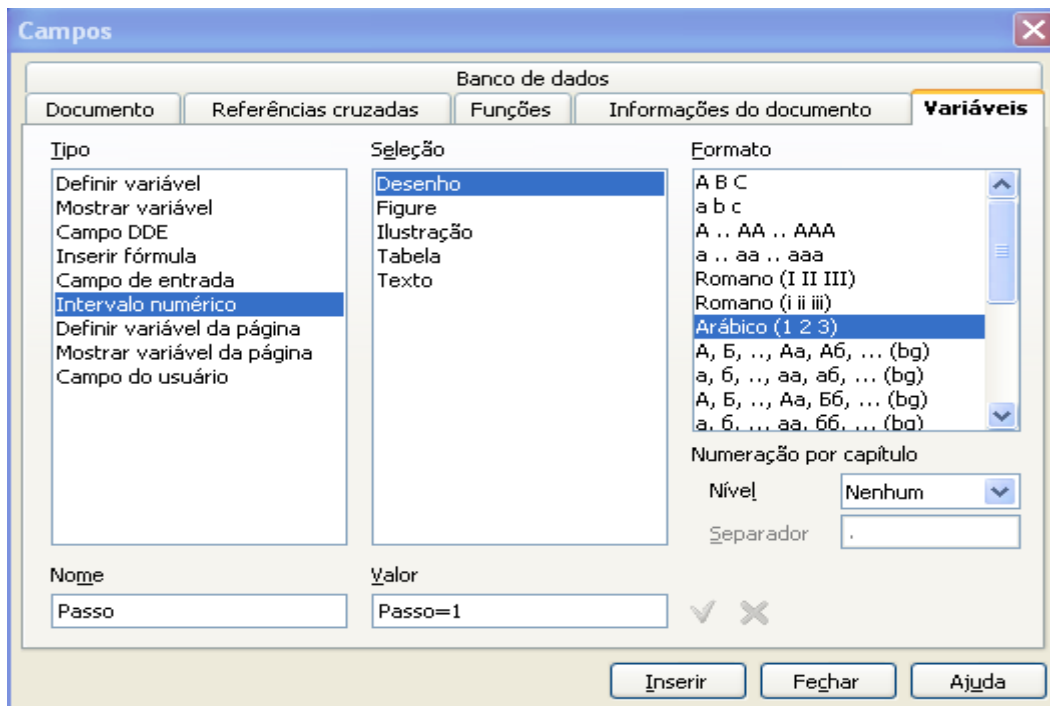 Campos
Banco de dados
Documento
Referências cruzadas
Funções
Informações do documento
Variáveis
Tipo
Definir variável
Mostrar variável
Campo DDE
Inserir fórmula
Campo de entrada
Intervalo numérico
Definir variável da página
Mostrar variável da página
Campo do usuário
Seleção
Desenho
Figure
Ilustração
Tabela
Texto
Formato
A B C
a b c
A .. AA .. AAA
a .. aa .. aaa
Romano (I II III)
Romano (i ii iii)
Arábico (1 2 3)
А, Б, .., Аа, Аб, ... (bg)
а, б, .., аа, аб, ... (bg)
А, Б, .., Аа, Бб, ... (bg)
а, б, .., аа, бб, ... (bg)
Numeração por capítulo
Nível
Nenhum
Separador
.
Nome
Passo
Valor
Passo=1
Inserir
Fechar
Ajuda